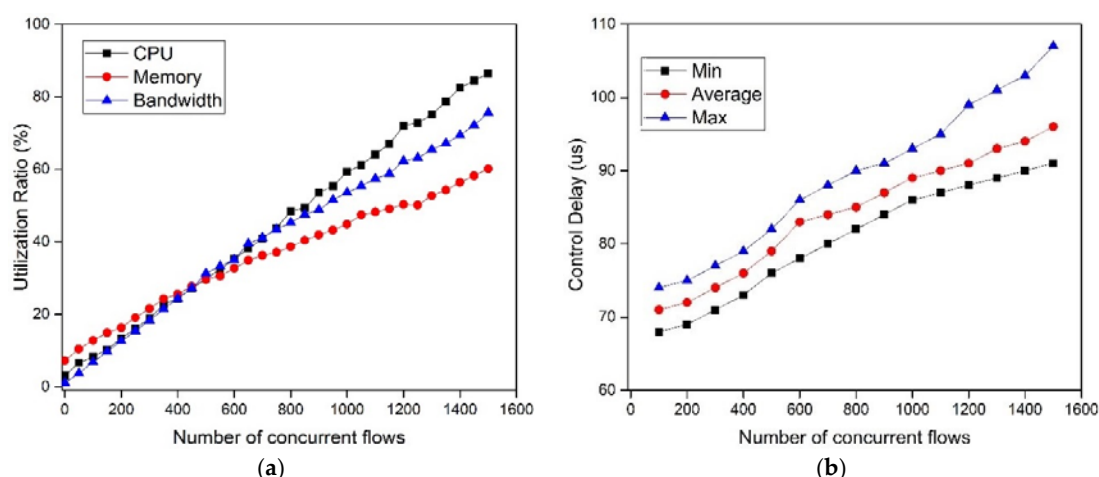 100
80
60
40
20
0
Utilization Ratio (%)
CPU
Memory
Bandwidth
0 200 400 600 800 1000 1200 1400 1600
Number of concurrent flows
(a)
110
100
90
80
70
60
Control Delay (us)
Min
Average
Max
0 200 400 600 800 1000 1200 1400 1600
Number of concurrent flows
(b)